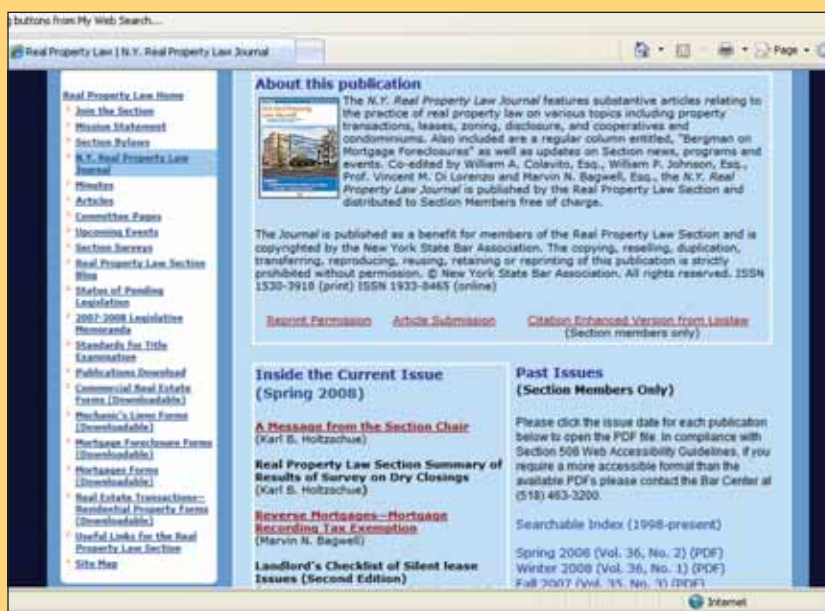 buttons from My Web Search...
Real Property Law | N.Y. Real Property Law Journal
Page
Real Property Law Home
Join the Section
Mission Statement
Section Bylaws
N.Y. Real Property Law
Journal
Minutes
Articles
Committee Pages
Upcoming Events
Section Surveys
Real Property Law Section
Blog
Status of Pending
Legislation
2007-2008 Legislative
Memoranda
Standards for Title
Examination
Publications Download
Commercial Real Estate
Forms (Downloadable)
Mechanic's Liens Forms
(Downloadable)
Mortgage Foreclosure Forms
(Downloadable)
Mortgages Forms
(Downloadable)
Real Estate Transactions--
Residential Property Forms
(Downloadable)
Useful Links for the Real
Property Law Section
Site Map
About this publication
The N.Y. Real Property Law Journal features substantive articles relating to
the practice of real property law on various topics including property
transactions, leases, zoning, disclosure, and cooperatives and
condominiums. Also included are a regular column entitled, "Bergman on
Mortgage Foreclosures" as well as updates on Section news, programs and
events. Co-edited by William A. Colavito, Esq., William P. Johnson, Esq.,
Prof. Vincent M. Di Lorenzo and Marvin N. Bagwell, Esq., the N.Y. Real
Property Law Journal is published by the Real Property Law Section and
distributed to Section Members free of charge.
The Journal is published as a benefit for members of the Real Property Law Section and is
copyrighted by the New York State Bar Association. The copying, reselling, duplication,
transferring, reproducing, reusing, retaining or reprinting of this publication is strictly
prohibited without permission. © New York State Bar Association. All rights reserved. ISSN
1530-3918 (print) ISSN 1933-8465 (online)
Reprint Permission
Article Submission
Citation Enhanced Version from Loislaw
(Section members only)
Inside the Current Issue
(Spring 2008)
A Message from the Section Chair
(Karl B. Holtzschue)
Real Property Law Section Summary of
Results of Survey on Dry Closings
(Karl B. Holtzschue)
Reverse Mortgages—Mortgage
Recording Tax Exemption
(Marvin N. Bagwell)
Landlord's Checklist of Silent lease
Issues (Second Edition)
Past Issues
(Section Members Only)
Please click the issue date for each publication
below to open the PDF file. In compliance with
Section 508 Web Accessibility Guidelines, if you
require a more accessible format than the
available PDFs please contact the Bar Center at
(518) 463-3200.
Searchable Index (1998-present)
Spring 2008 (Vol. 36, No. 2) (PDF)
Winter 2008 (Vol. 36, No. 1) (PDF)
Fall 2007 (Vol. 35, No. 3) (PDF)
Internet